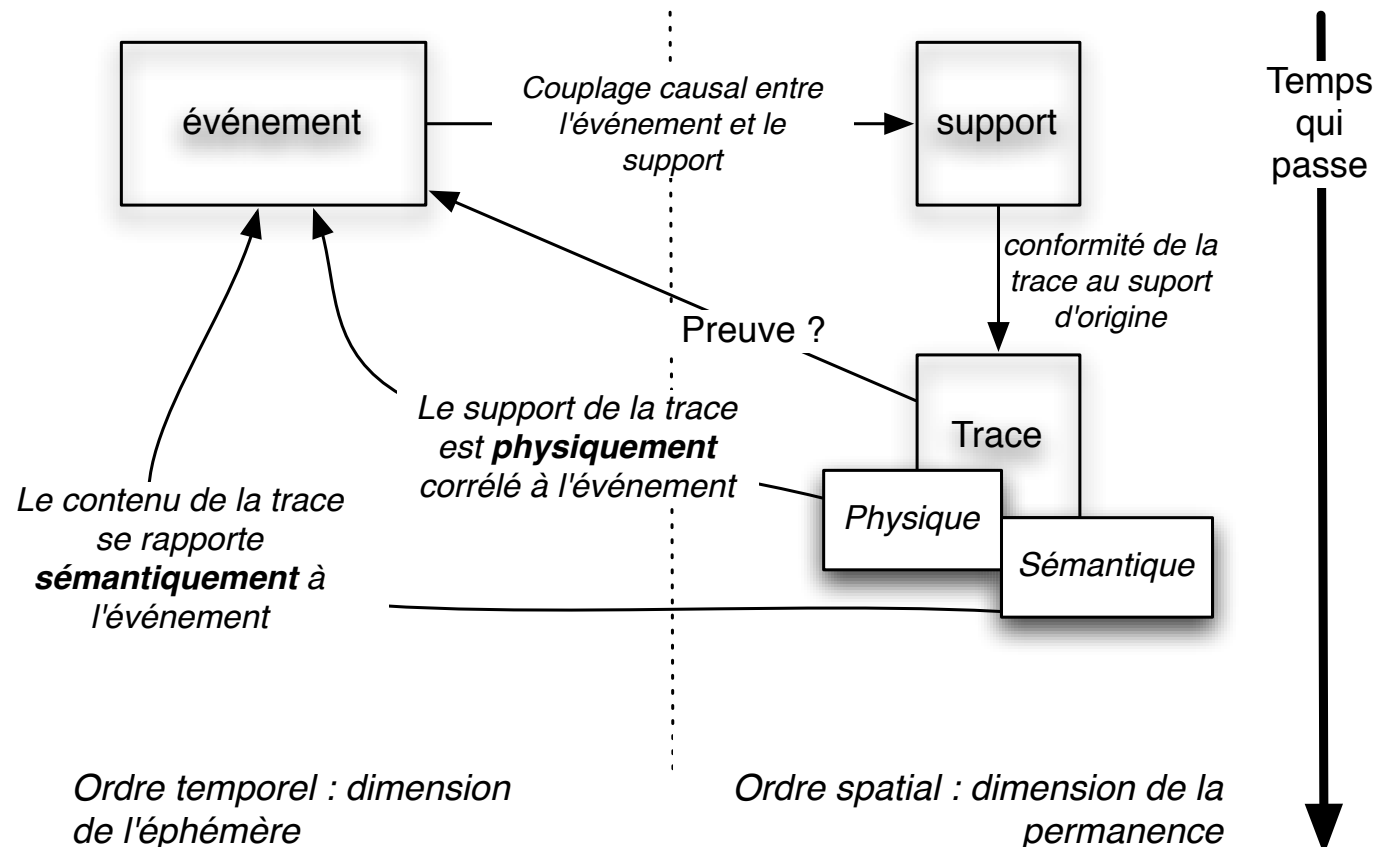 événement
Couplage causal entre
l'événement et le
support
support
Temps
qui
passe
conformité de la
trace au suport
d'origine
Preuve ?
Le support de la trace
est physiquement
corrélé à l'événement
Trace
Physique
Sémantique
Le contenu de la trace
se rapporte
sémantiquement à
l'événement
Ordre temporel : dimension
de l'éphémère
Ordre spatial : dimension de la
permanence